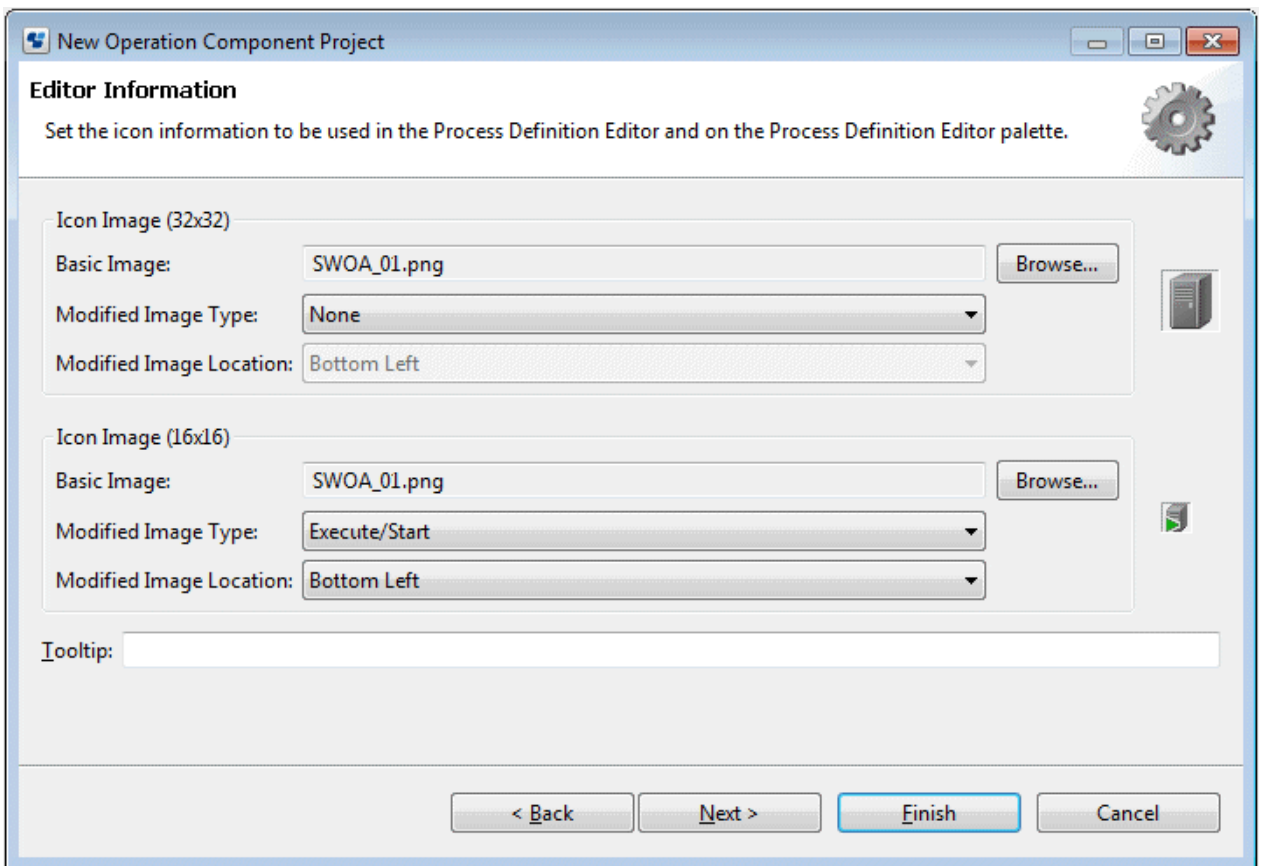 New Operation Component Project
Editor Information
Set the icon information to be used in the Process Definition Editor and on the Process Definition Editor palette.
Icon Image (32x32)
Basic Image: SWOA_01.png Browse...
Modified Image Type: None
Modified Image Location: Bottom Left
Icon Image (16x16)
Basic Image: SWOA_01.png Browse...
Modified Image Type: Execute/Start
Modified Image Location: Bottom Left
Tooltip:
< Back Next > Finish Cancel